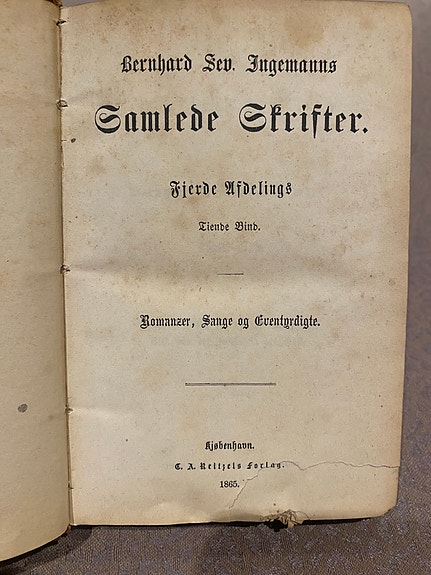 Bernhard Sev. Ingemanns
Samlede Skrifter.
Fjerde Afdelings
Tiende Bind.
Romanzer, Sange og Eventyrdigte.
Kjøbenhavn.
C. A. Reitzels Forlag.
1865.